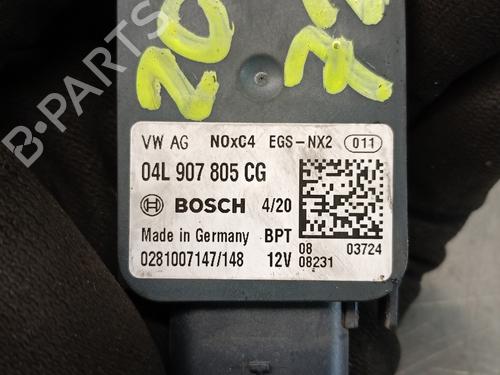 VW AG NOxC4 EGS-NX2 011
04L 907 805 CG
BOSCH 4/20
Made in Germany BPT 08 03724
0281007147/148 12V 08231
B-PARTS